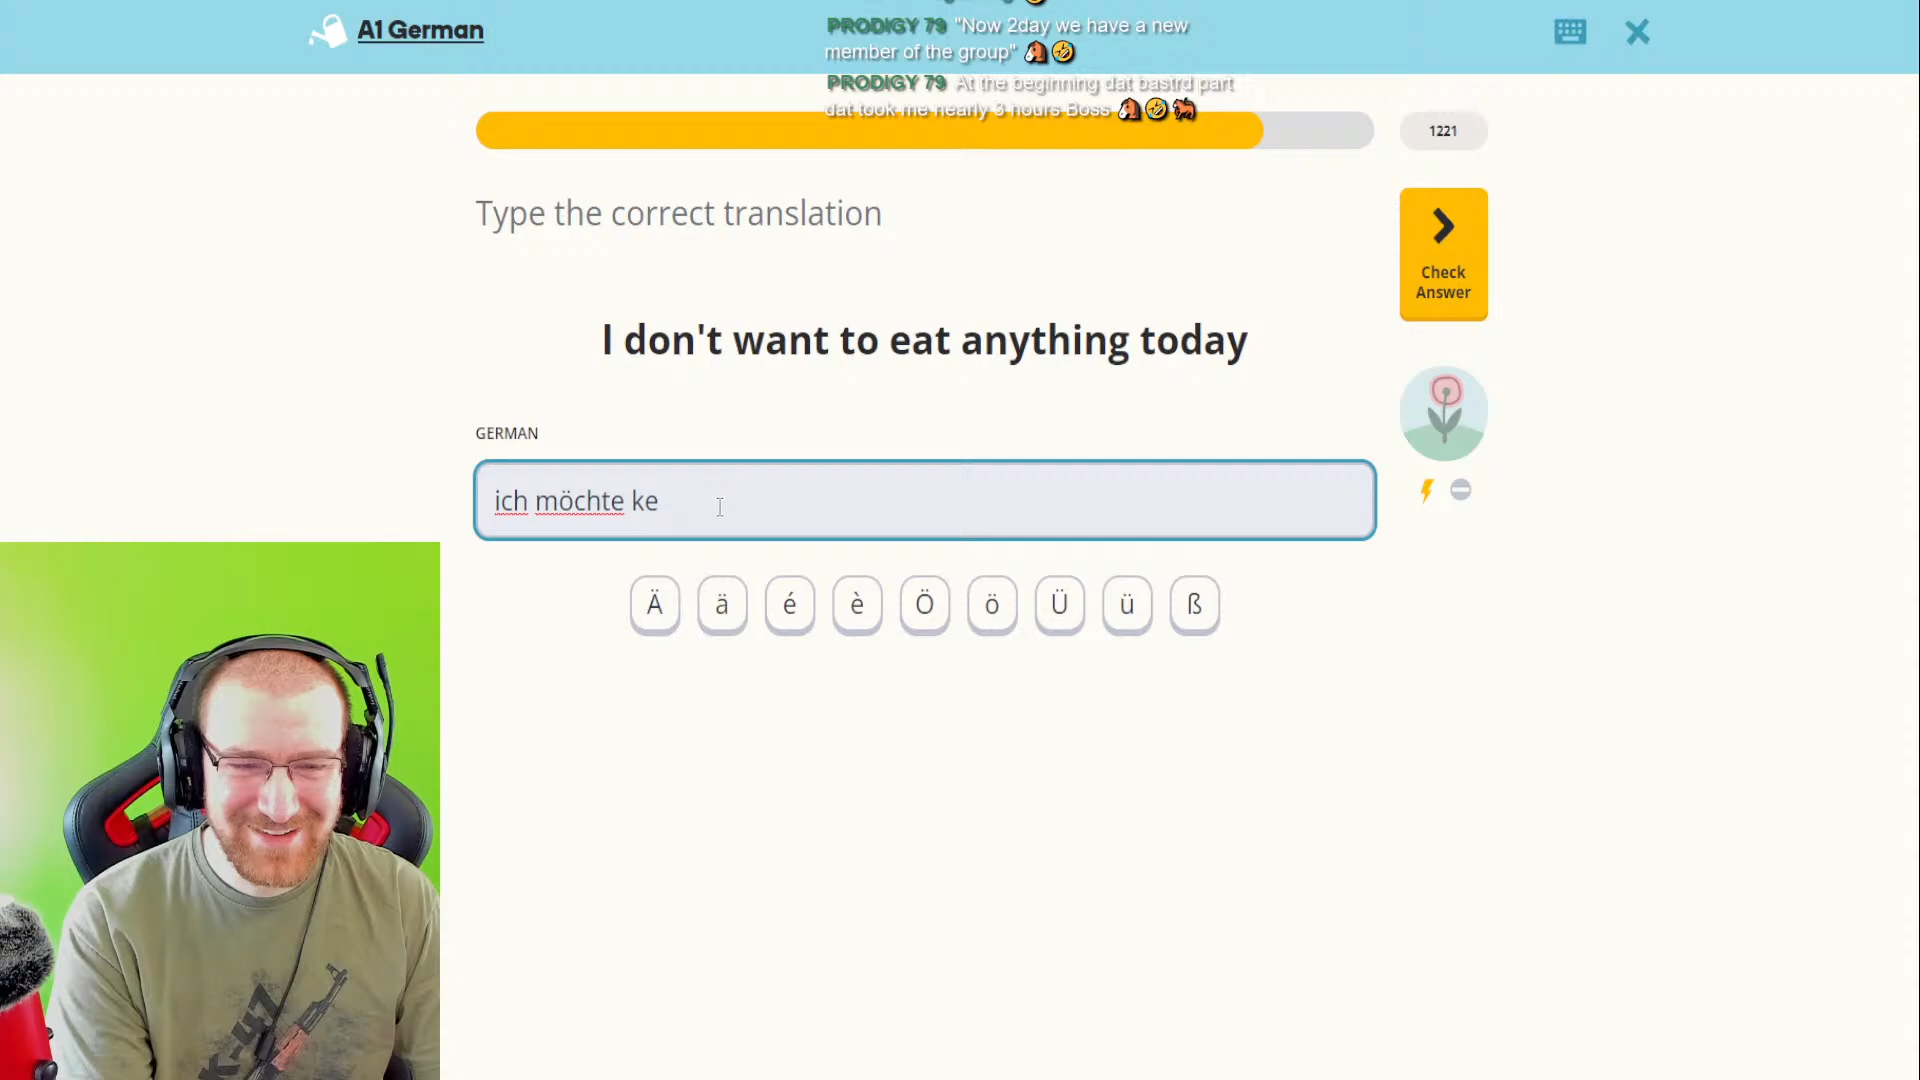 A1 German
PRODIGY 79 "Now 2day we have a new
member of the group"
PRODIGY 79 At the beginning dat bastrd part
dat took me nearly 3 hours Boss
1221
Type the correct translation
Check
Answer
I don't want to eat anything today
GERMAN
ich möchte ke
Ä ä é è Ö ö Ü ü ß
K-47